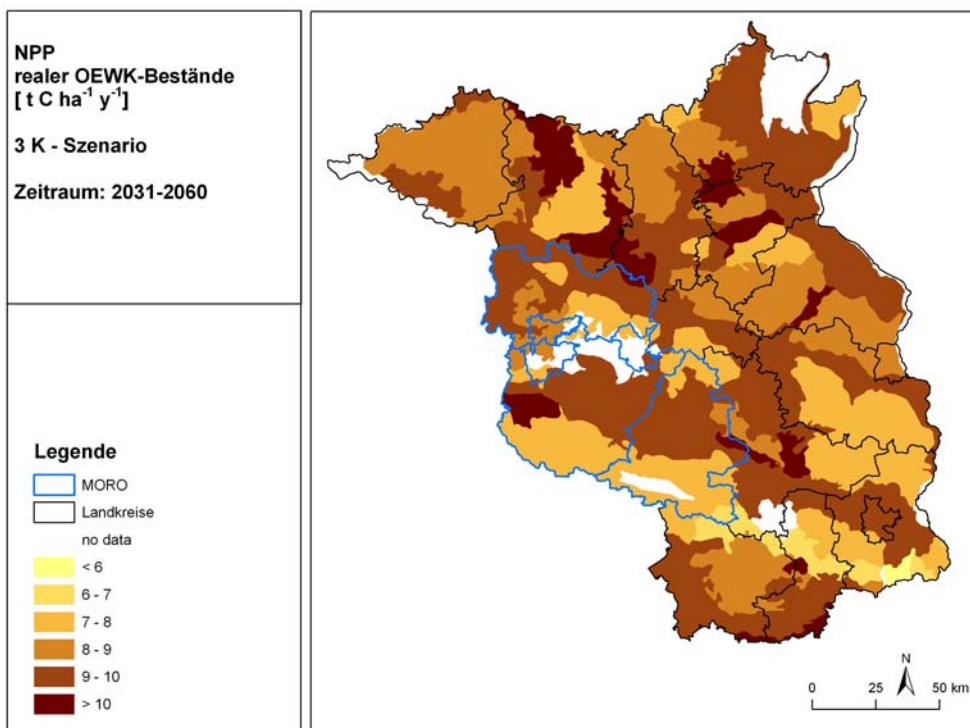 NPP
realer OEWK-Bestände
[ t C ha⁻¹ y⁻¹]
3 K - Szenario
Zeitraum: 2031-2060
Legende
MORO
Landkreise
no data
< 6
6 - 7
7 - 8
8 - 9
9 - 10
> 10
N
0 25 50 km